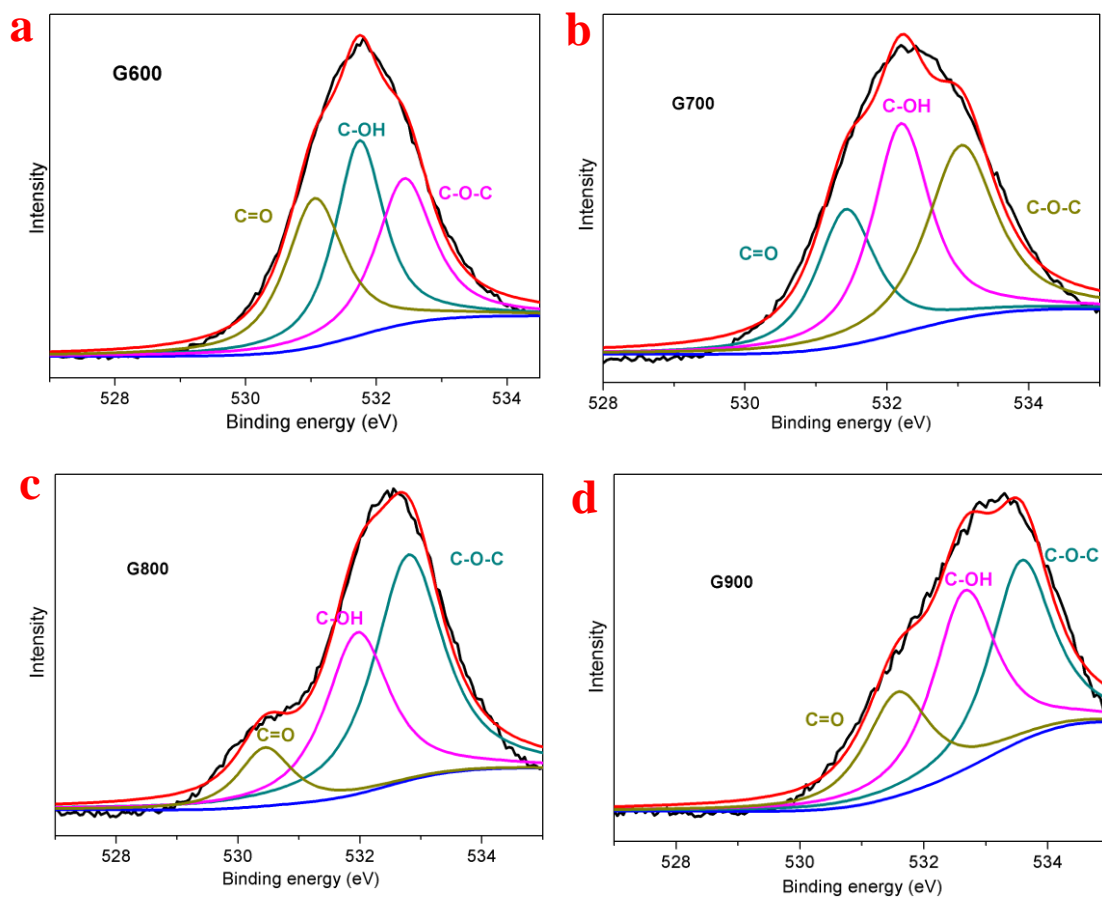 a
G600
C-OH
C-O-C
C=O
Intensity
528
530
532
534
Binding energy (eV)
b
G700
C-OH
C-O-C
C=O
Intensity
528
530
532
534
Binding energy (eV)
c
G800
C-O-C
C-OH
C=O
Intensity
528
530
532
534
Binding energy (eV)
d
G900
C-O-C
C-OH
C=O
Intensity
528
530
532
534
Binding energy (eV)